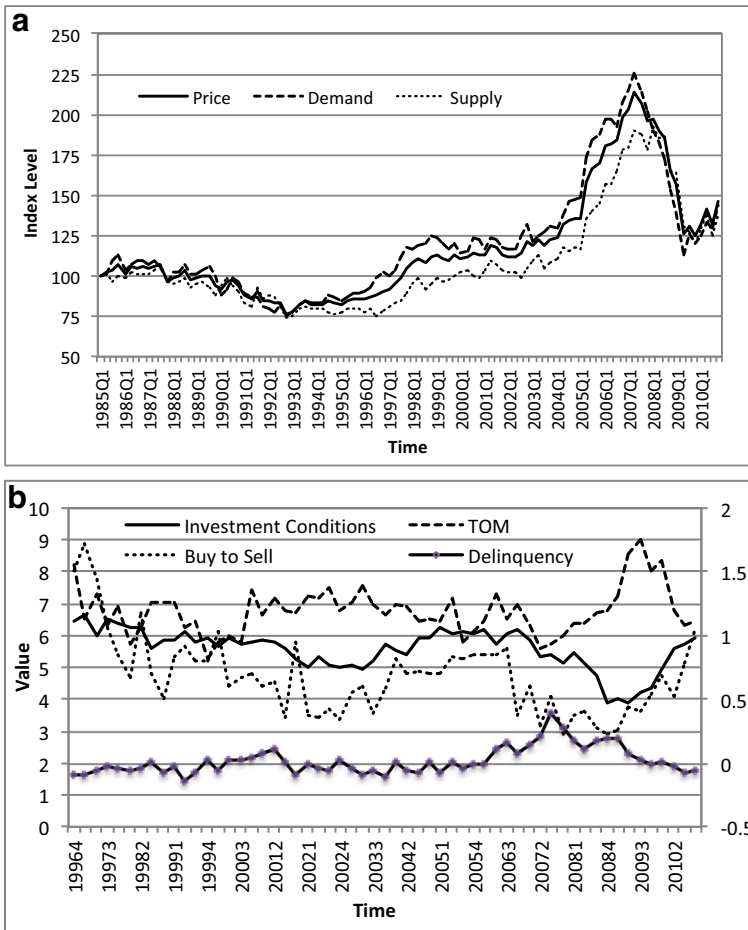 a
250
225
200
175
150
125
100
75
50
Index Level
Price Demand Supply
1985Q1 1986Q1 1987Q1 1988Q1 1989Q1 1990Q1 1991Q1 1992Q1 1993Q1 1994Q1 1995Q1 1996Q1 1997Q1 1998Q1 1999Q1 2000Q1 2001Q1 2002Q1 2003Q1 2004Q1 2005Q1 2006Q1 2007Q1 2008Q1 2009Q1 2010Q1
Time
b
10
9
8
7
6
5
4
3
2
1
0
Value
Investment Conditions TOM
Buy to Sell Delinquency
2
1.5
1
0.5
0
-0.5
19964 19973 19982 19991 19994 20003 20012 20021 20024 20033 20042 20051 20054 20063 20072 20081 20084 20093 20102
Time